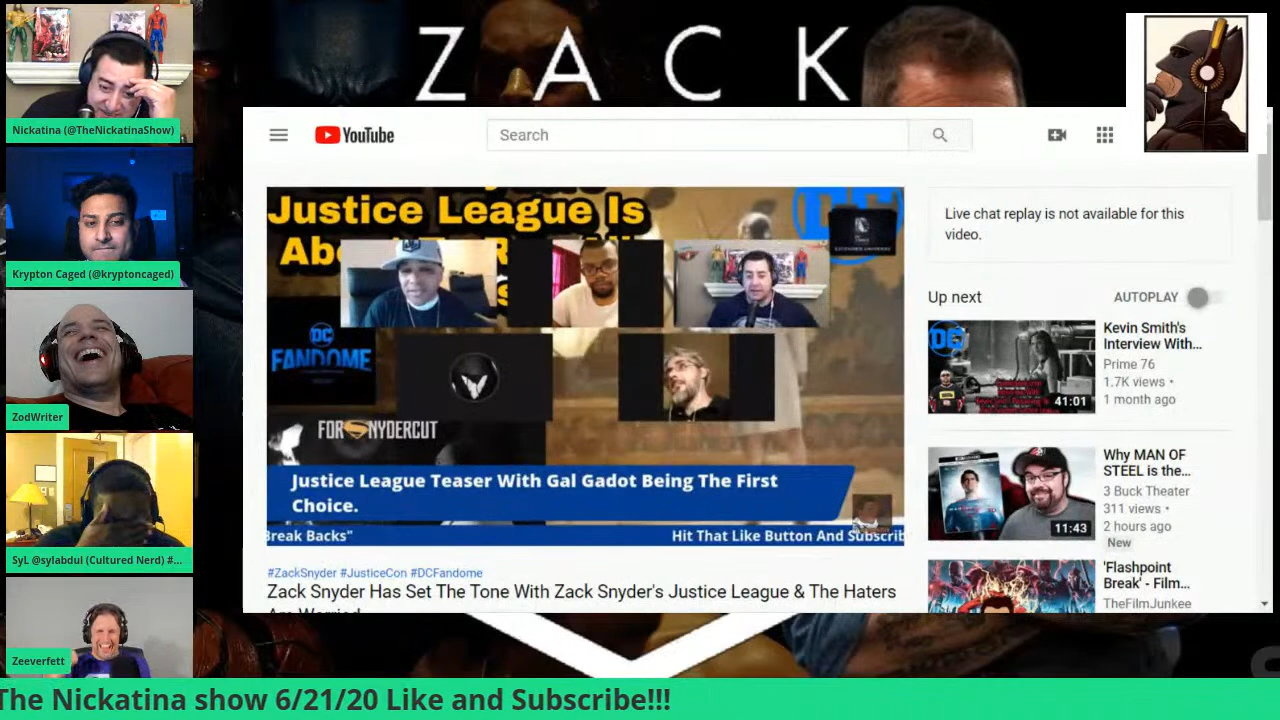 ZACK
Nickatina (@TheNickatinaShow)
Krypton Caged (@kryptoncaged)
ZodWriter
SyL @sylabdul (Cultured Nerd) #...
Zeeverfett
YouTube
Search
Justice League Is
DC
FANDOME
FOR SNYDERCUT
Justice League Teaser With Gal Gadot Being The First
Choice.
Break Backs"
Hit That Like Button And Subscrib
#ZackSnyder #JusticeCon #DCFandome
Zack Snyder Has Set The Tone With Zack Snyder's Justice League & The Haters
Are Worried
Live chat replay is not available for this
video.
Up next
AUTOPLAY
DC
41:01
Kevin Smith's
Interview With...
Prime 76
1.7K views •
1 month ago
11:43
Why MAN OF
STEEL is the...
3 Buck Theater
311 views •
2 hours ago
New
'Flashpoint
Break' - Film...
TheFilmJunkee
The Nickatina show 6/21/20 Like and Subscribe!!!